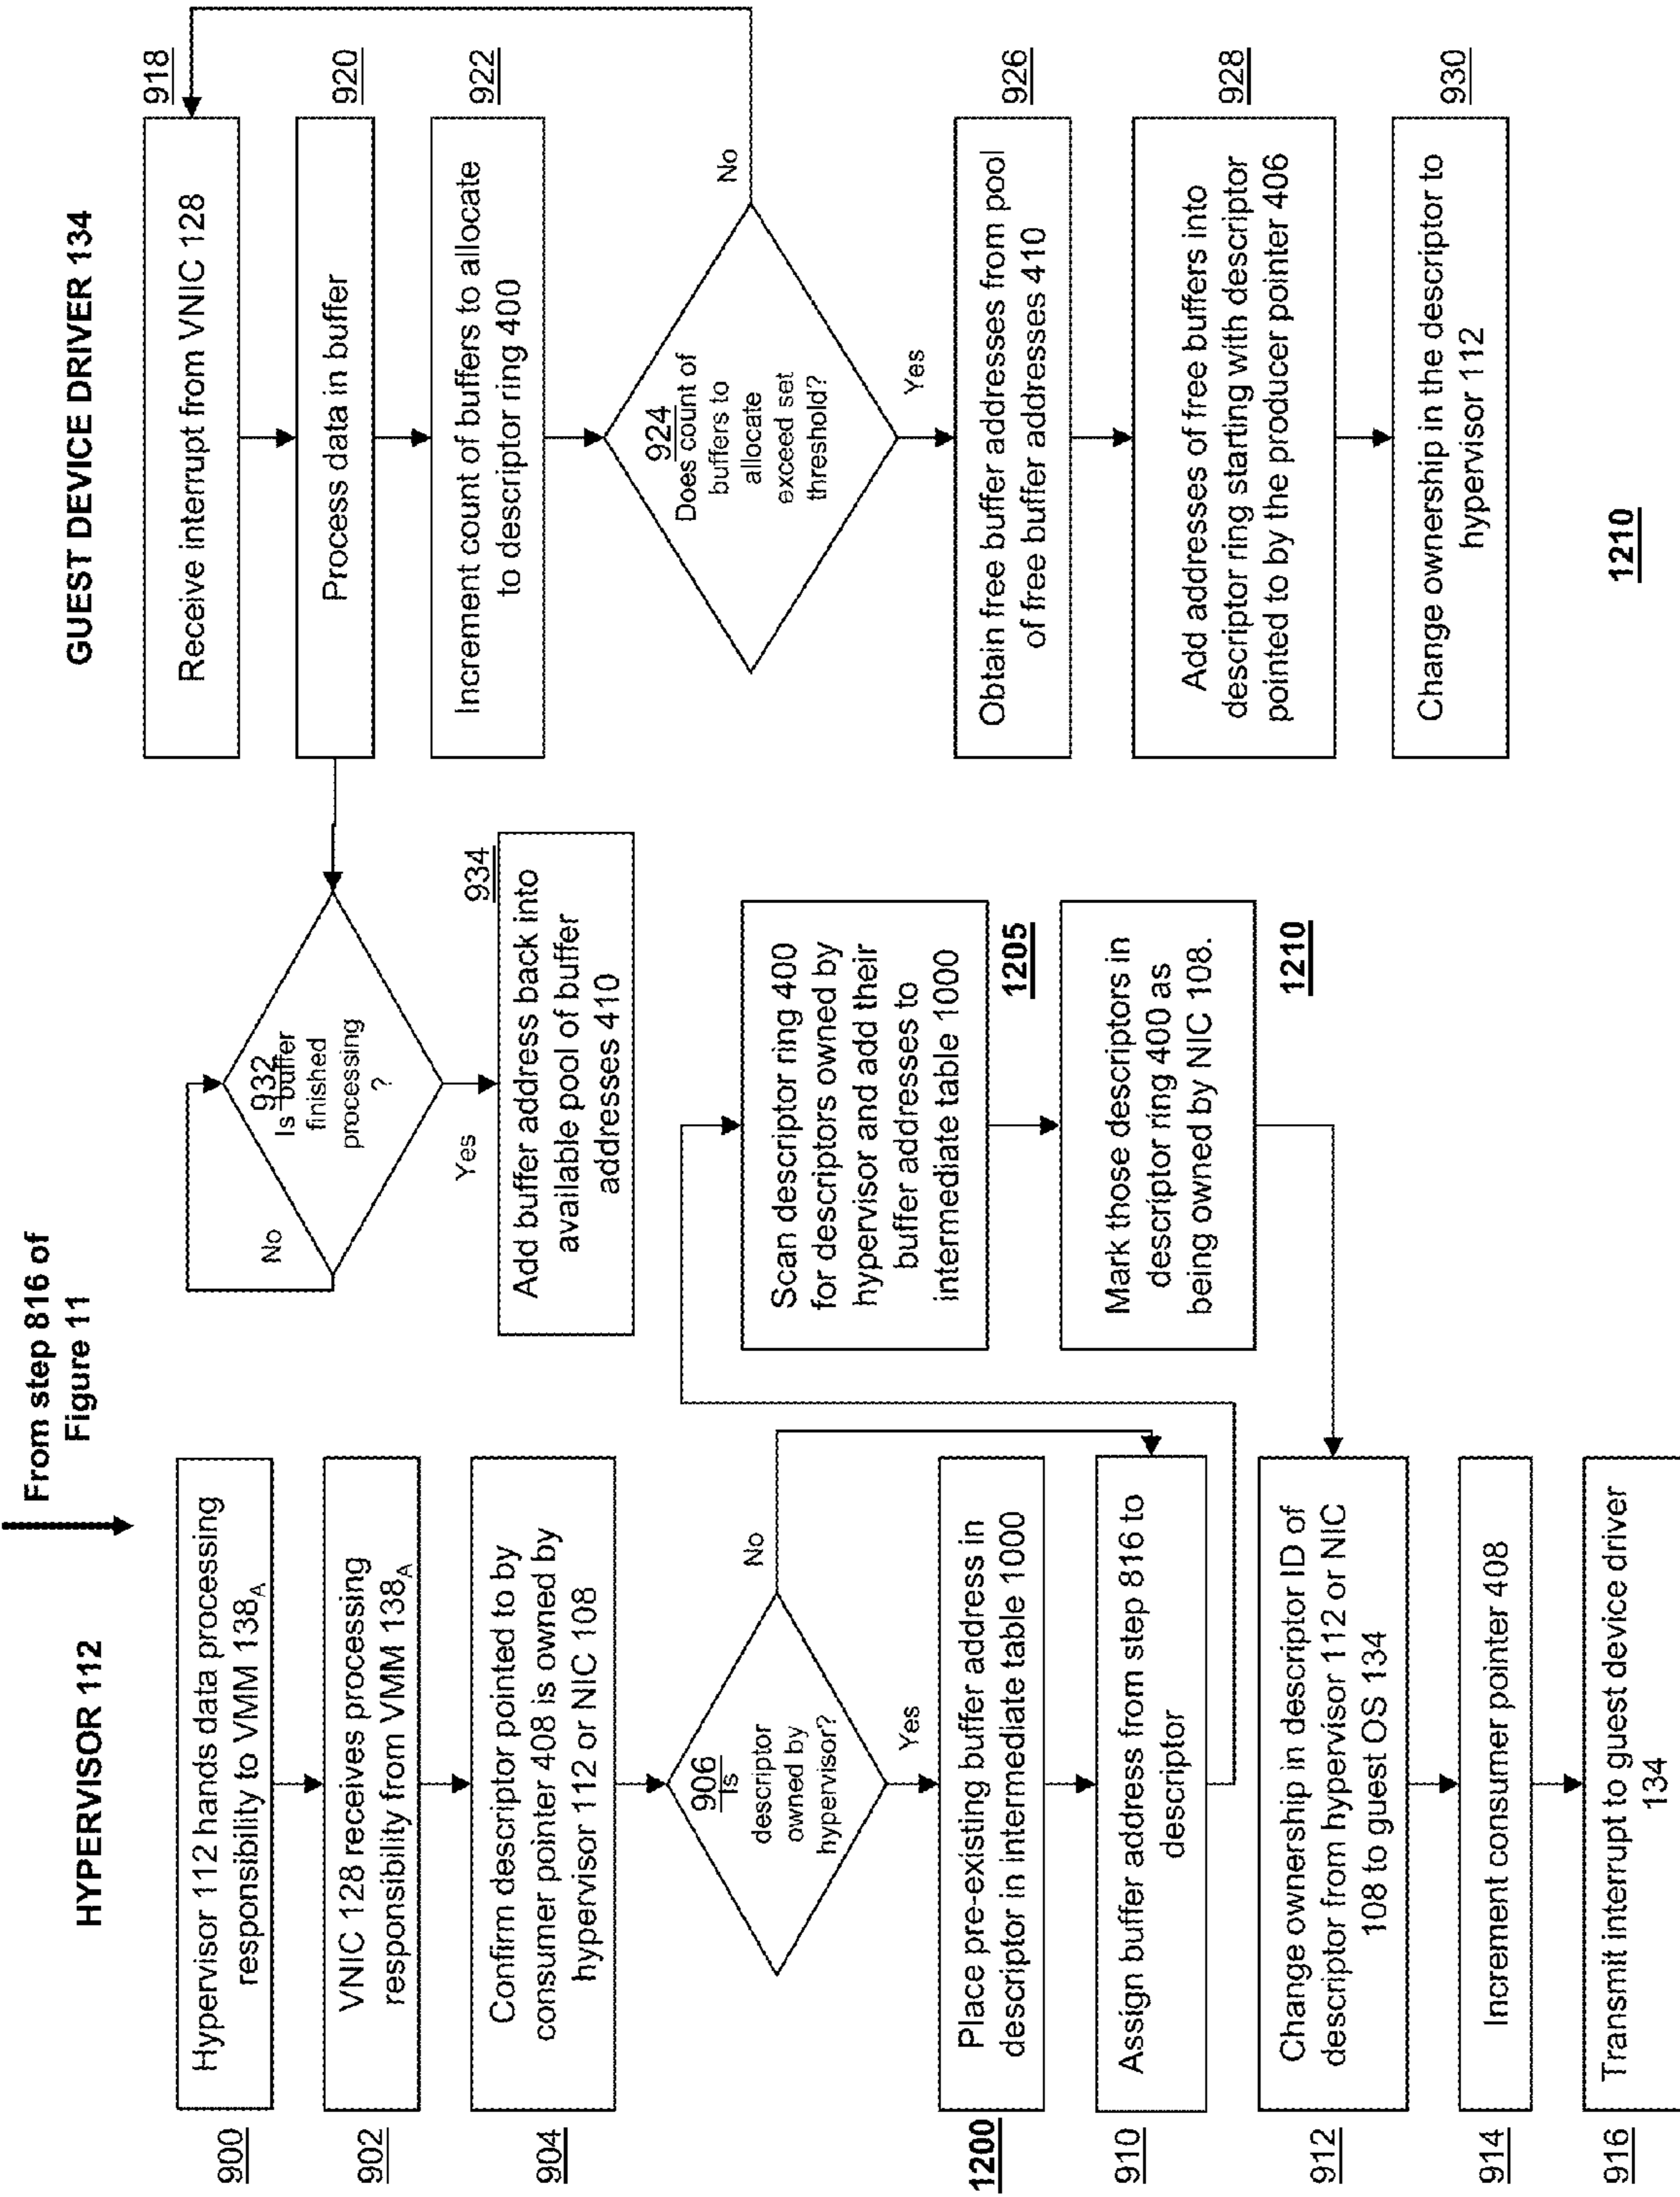 From step 816 of
Figure 11
HYPERVISOR 112
900
Hypervisor 112 hands data processing
responsibility to VMM 138A
902
VNIC 128 receives processing
responsibility from VMM 138A
904
Confirm descriptor pointed to by
consumer pointer 408 is owned by
hypervisor 112 or NIC 108
906
Is
descriptor
owned by
hypervisor?
No
Yes
1200
Place pre-existing buffer address in
descriptor in intermediate table 1000
910
Assign buffer address from step 816 to
descriptor
912
Change ownership in descriptor ID of
descriptor from hypervisor 112 or NIC
108 to guest OS 134
914
Increment consumer pointer 408
916
Transmit interrupt to guest device driver
134
932
Is buffer
finished
processing
?
No
Yes
934
Add buffer address back into
available pool of buffer
addresses 410
Scan descriptor ring 400
for descriptors owned by
hypervisor and add their
buffer addresses to
intermediate table 1000
1205
Mark those descriptors in
descriptor ring 400 as
being owned by NIC 108.
1210
GUEST DEVICE DRIVER 134
918
Receive interrupt from VNIC 128
920
Process data in buffer
922
Increment count of buffers to allocate
to descriptor ring 400
924
Does count of
buffers to
allocate
exceed set
threshold?
No
Yes
926
Obtain free buffer addresses from pool
of free buffer addresses 410
928
Add addresses of free buffers into
descriptor ring starting with descriptor
pointed to by the producer pointer 406
930
Change ownership in the descriptor to
hypervisor 112
1210